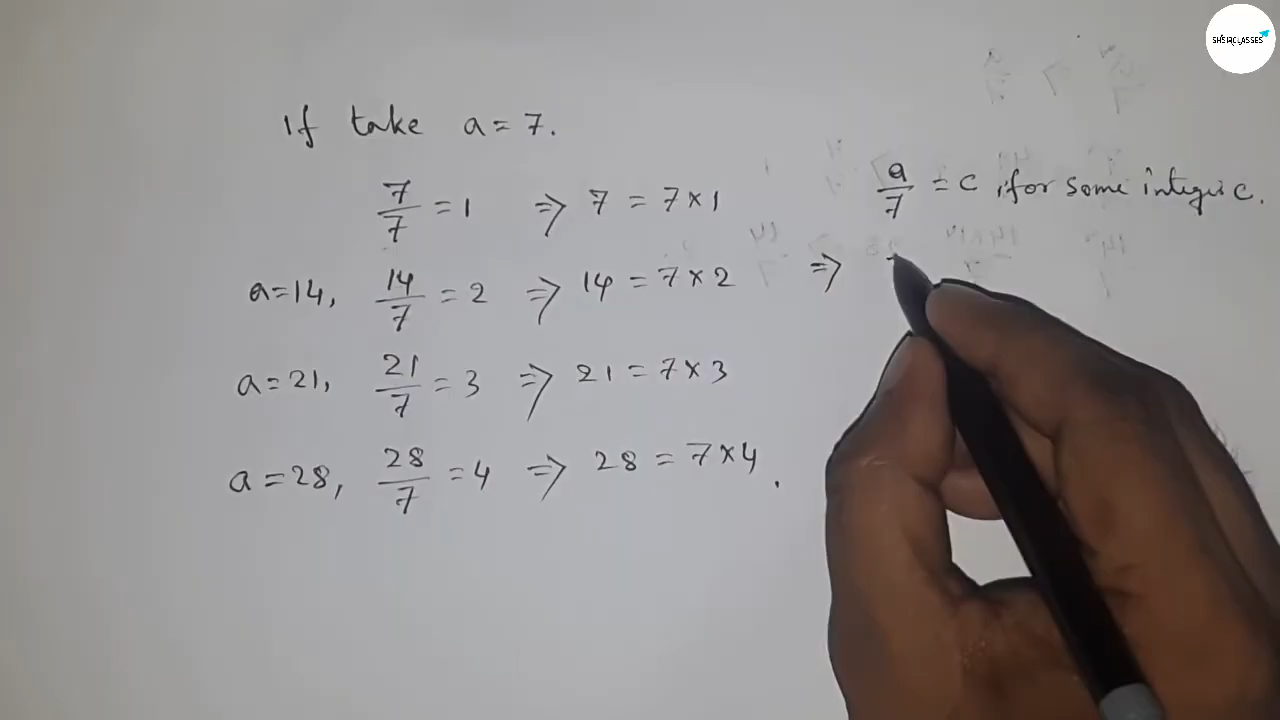 SHSIRCLASSES
If take a = 7.
7/7 = 1 ⇒ 7 = 7 × 1
a = 14, 14/7 = 2 ⇒ 14 = 7 × 2
a = 21, 21/7 = 3 ⇒ 21 = 7 × 3
a = 28, 28/7 = 4 ⇒ 28 = 7 × 4.
a/7 = c, for some integer c.
⇒